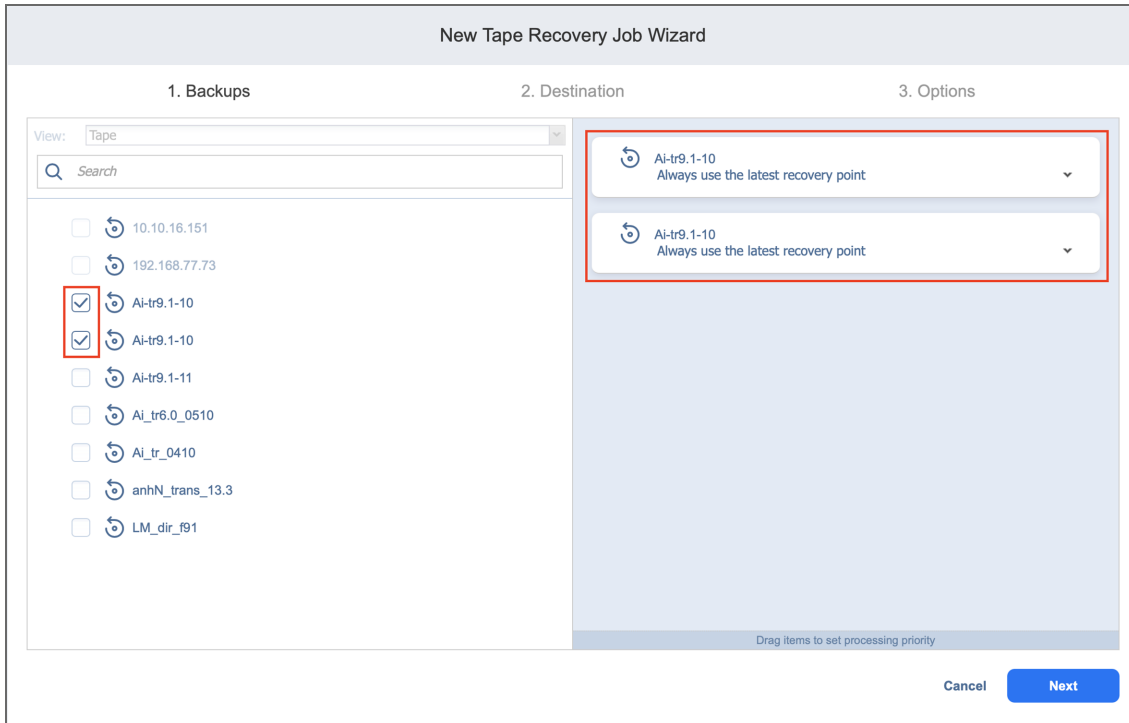 New Tape Recovery Job Wizard
1. Backups
2. Destination
3. Options
View:
Tape
Search
10.10.16.151
192.168.77.73
Ai-tr9.1-10
Ai-tr9.1-10
Ai-tr9.1-11
Ai_tr6.0_0510
Ai_tr_0410
anhN_trans_13.3
LM_dir_f91
Ai-tr9.1-10
Always use the latest recovery point
Ai-tr9.1-10
Always use the latest recovery point
Drag items to set processing priority
Cancel
Next